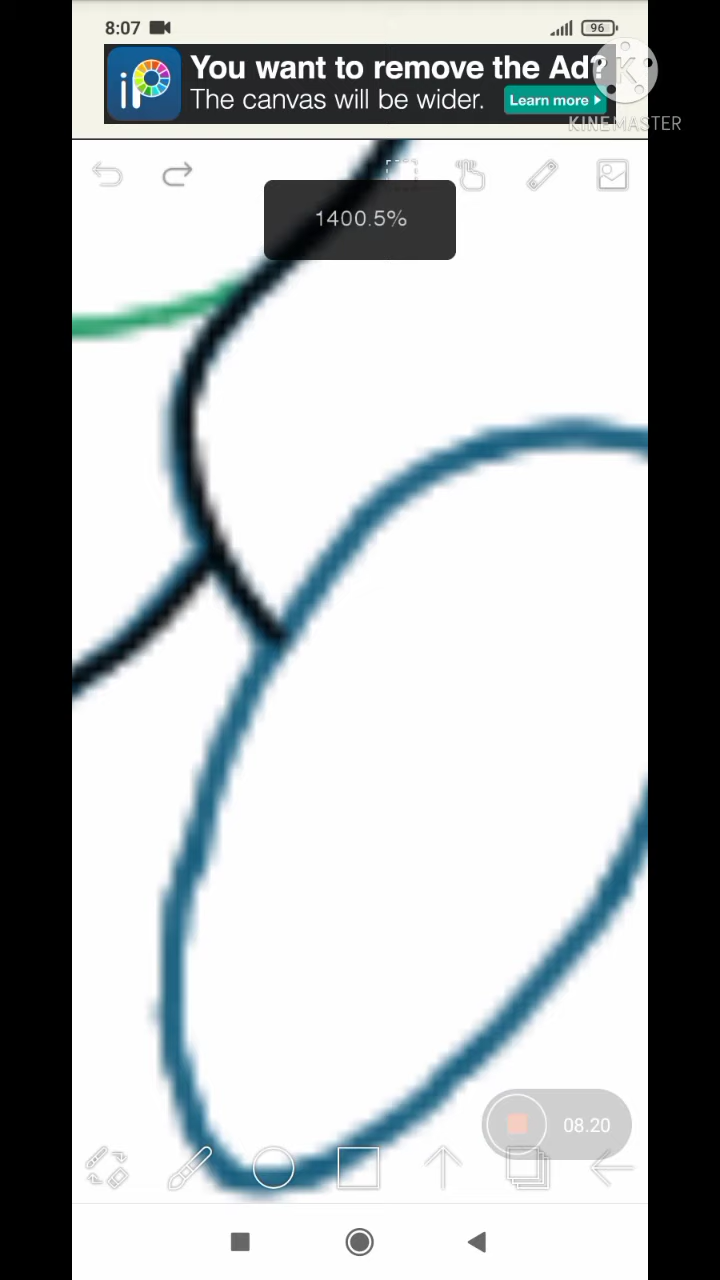 8:07
96
iP
You want to remove the Ad?
The canvas will be wider.
Learn more
K
KINEMASTER
1400.5%
08.20